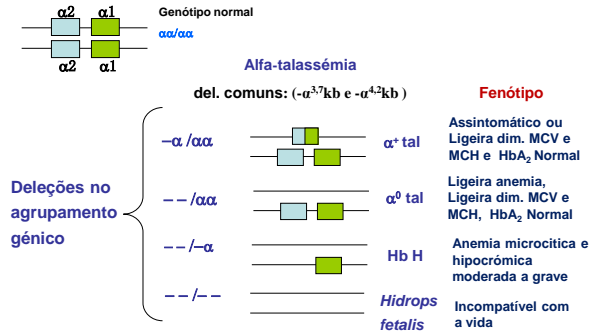 α2 α1
Genótipo normal
αα/αα
α2 α1
Alfa-talassémia
del. comuns: (-α3,7kb e -α4,2kb )
Fenótipo
Deleções no
agrupamento
génico
–α /αα
α+ tal
Assintomático ou
Ligeira dim. MCV e
MCH e HbA2 Normal
– – /αα
α0 tal
Ligeira anemia,
Ligeira dim. MCV e
MCH, HbA2 Normal
– – /–α
Hb H
Anemia microcitica e
hipocrómica
moderada a grave
– – /– –
Hidrops
fetalis
Incompatível com
a vida